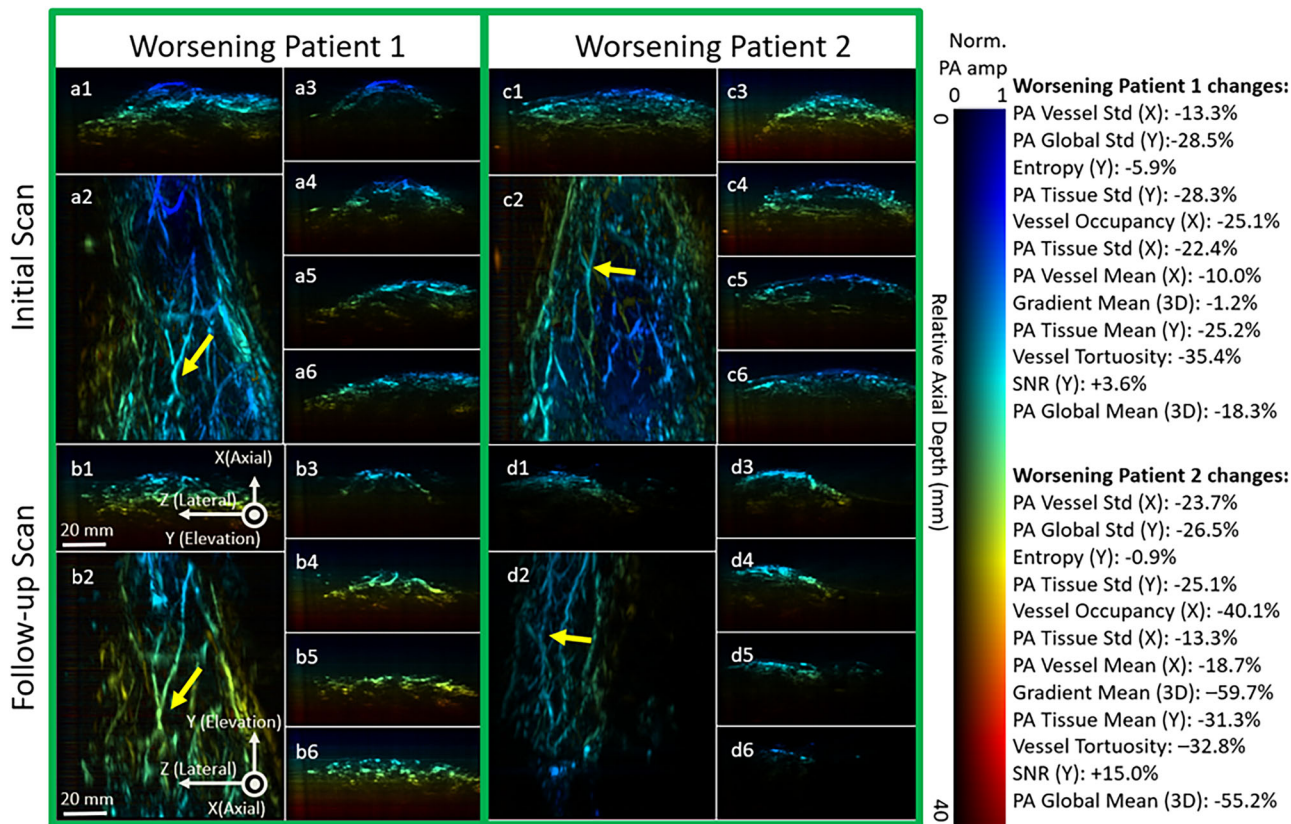 Worsening Patient 1
Worsening Patient 2
Initial Scan
Follow-up Scan
a1
a2
a3
a4
a5
a6
c1
c2
c3
c4
c5
c6
b1
X(Axial)
Z (Lateral)
Y (Elevation)
20 mm
b2
Y (Elevation)
Z (Lateral)
X(Axial)
20 mm
b3
b4
b5
b6
d1
d2
d3
d4
d5
d6
Norm.
PA amp
0 1
0
Relative Axial Depth (mm)
40
Worsening Patient 1 changes:
PA Vessel Std (X): -13.3%
PA Global Std (Y): -28.5%
Entropy (Y): -5.9%
PA Tissue Std (Y): -28.3%
Vessel Occupancy (X): -25.1%
PA Tissue Std (X): -22.4%
PA Vessel Mean (X): -10.0%
Gradient Mean (3D): -1.2%
PA Tissue Mean (Y): -25.2%
Vessel Tortuosity: -35.4%
SNR (Y): +3.6%
PA Global Mean (3D): -18.3%
Worsening Patient 2 changes:
PA Vessel Std (X): -23.7%
PA Global Std (Y): -26.5%
Entropy (Y): -0.9%
PA Tissue Std (Y): -25.1%
Vessel Occupancy (X): -40.1%
PA Tissue Std (X): -13.3%
PA Vessel Mean (X): -18.7%
Gradient Mean (3D): –59.7%
PA Tissue Mean (Y): -31.3%
Vessel Tortuosity: –32.8%
SNR (Y): +15.0%
PA Global Mean (3D): -55.2%